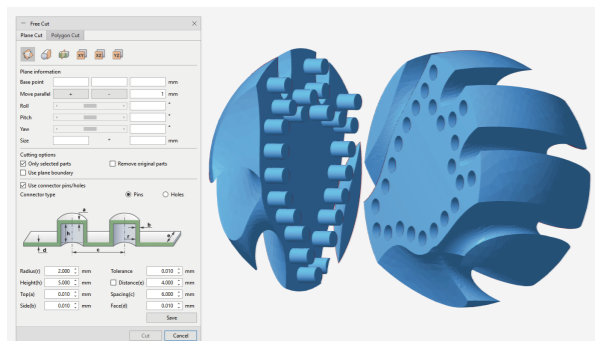 Free Cut
Plane Cut Polygon Cut
XY XZ YZ
Plane information
Base point mm
Move parallel + - 1 mm
Roll °
Pitch °
Yaw °
Size * mm
Cutting options
Only selected parts Remove original parts
Use plane boundary
Use connector pins/holes
Connector type Pins Holes
a
h b
r e
d s
Radius(r) 2.000 mm Tolerance 0.010 mm
Height(h) 5.000 mm Distance(e) 4.000 mm
Top(a) 0.010 mm Spacing(c) 6.000 mm
Side(b) 0.010 mm Face(d) 0.010 mm
Save
Cut Cancel